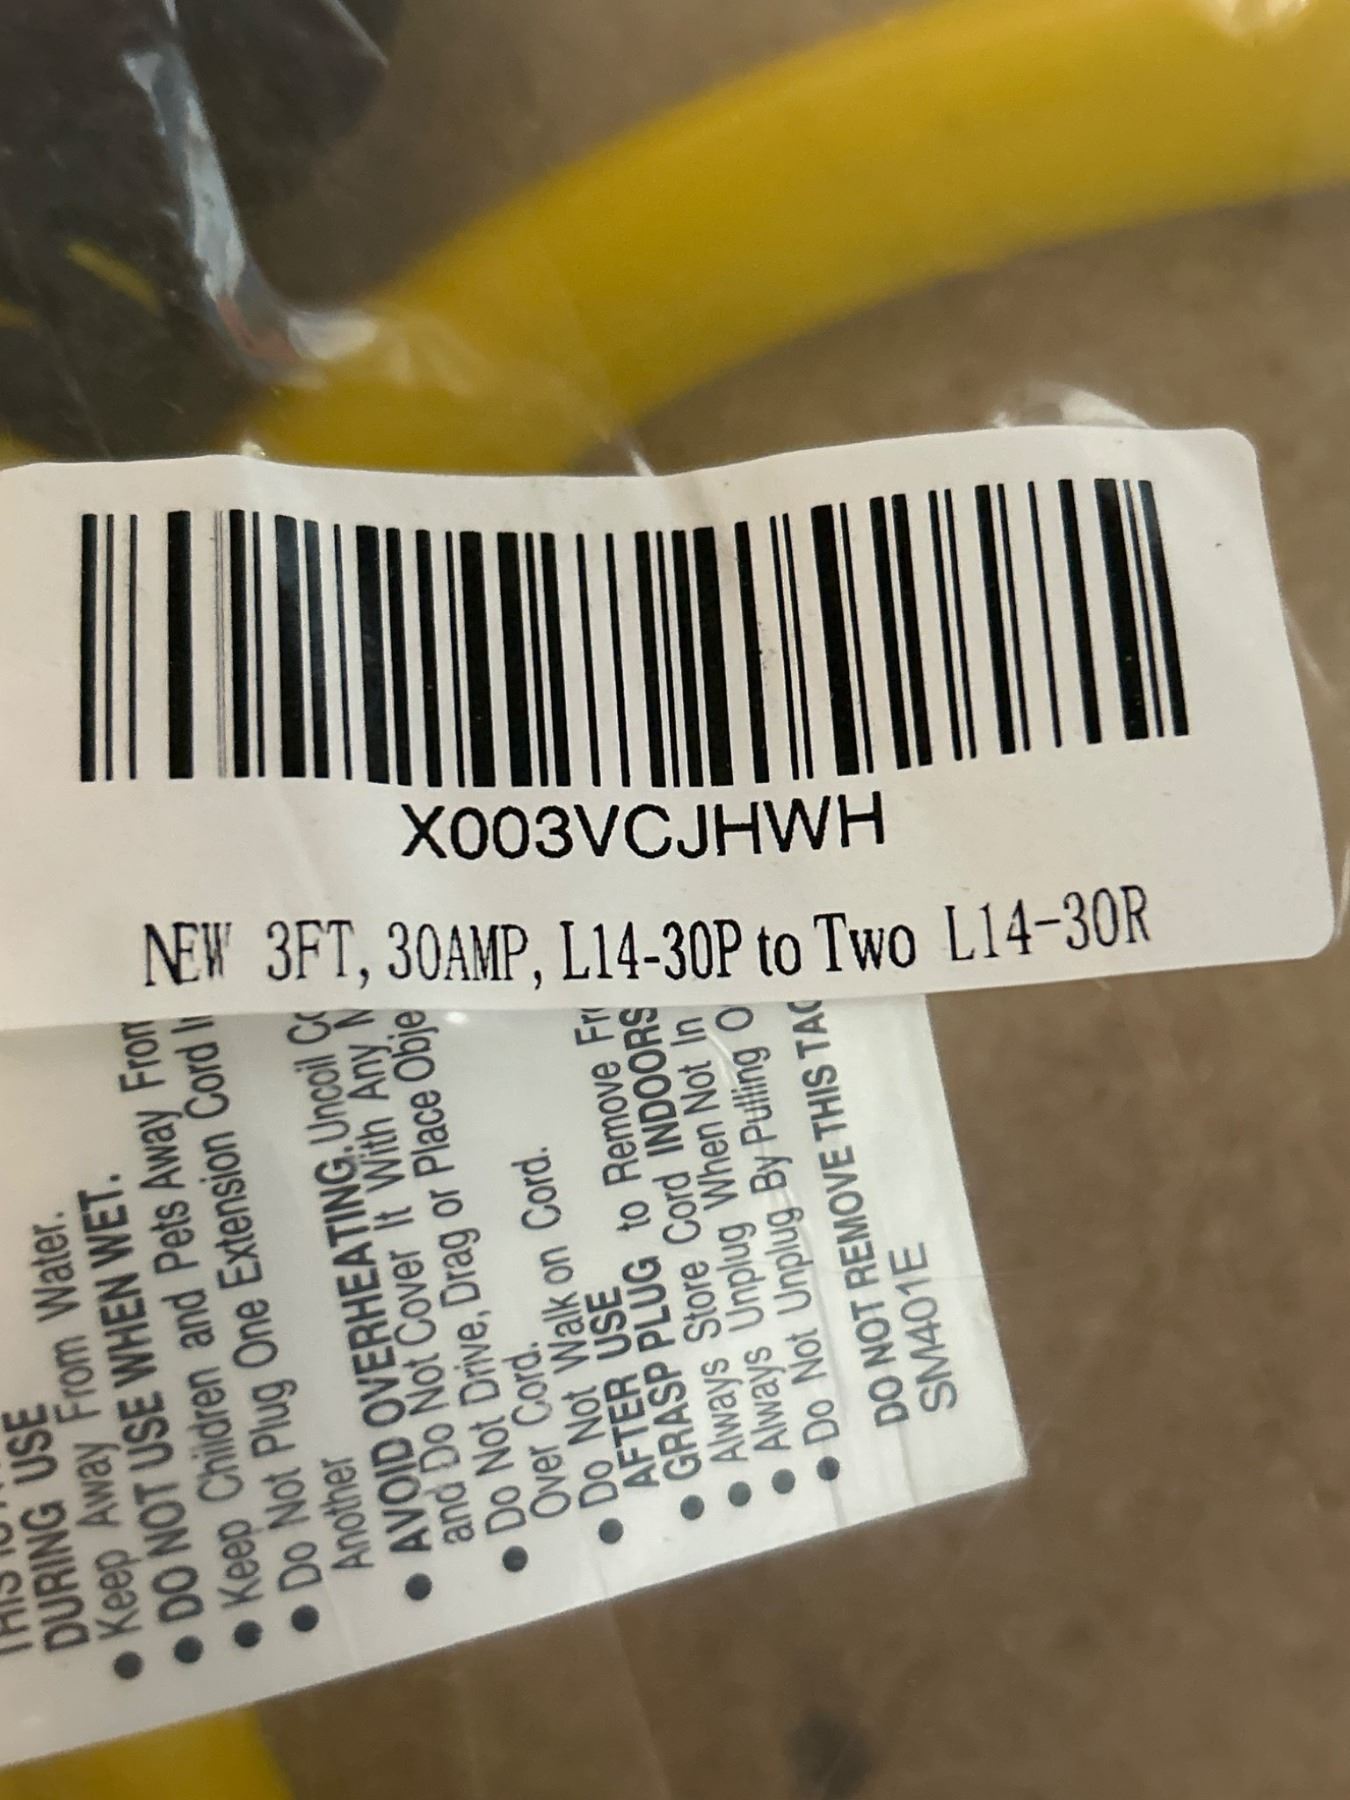 X003VCJHWH
NEW 3FT, 30AMP, L14-30P to Two L14-30R
DURING USE
Keep Away From Water.
DO NOT USE WHEN WET.
Keep Children and Pets Away From
Do Not Plug One Extension Cord
Another
AVOID OVERHEATING. Uncoil
and Do Not Cover It With Any
Do Not Drive, Drag or Place
Over Cord.
Do Not Walk on Cord.
AFTER USE
GRASP PLUG to Remove
Always Store Cord INDOORS
Always Unplug When Not In
Do Not Unplug By Pulling
DO NOT REMOVE THIS
SM401E